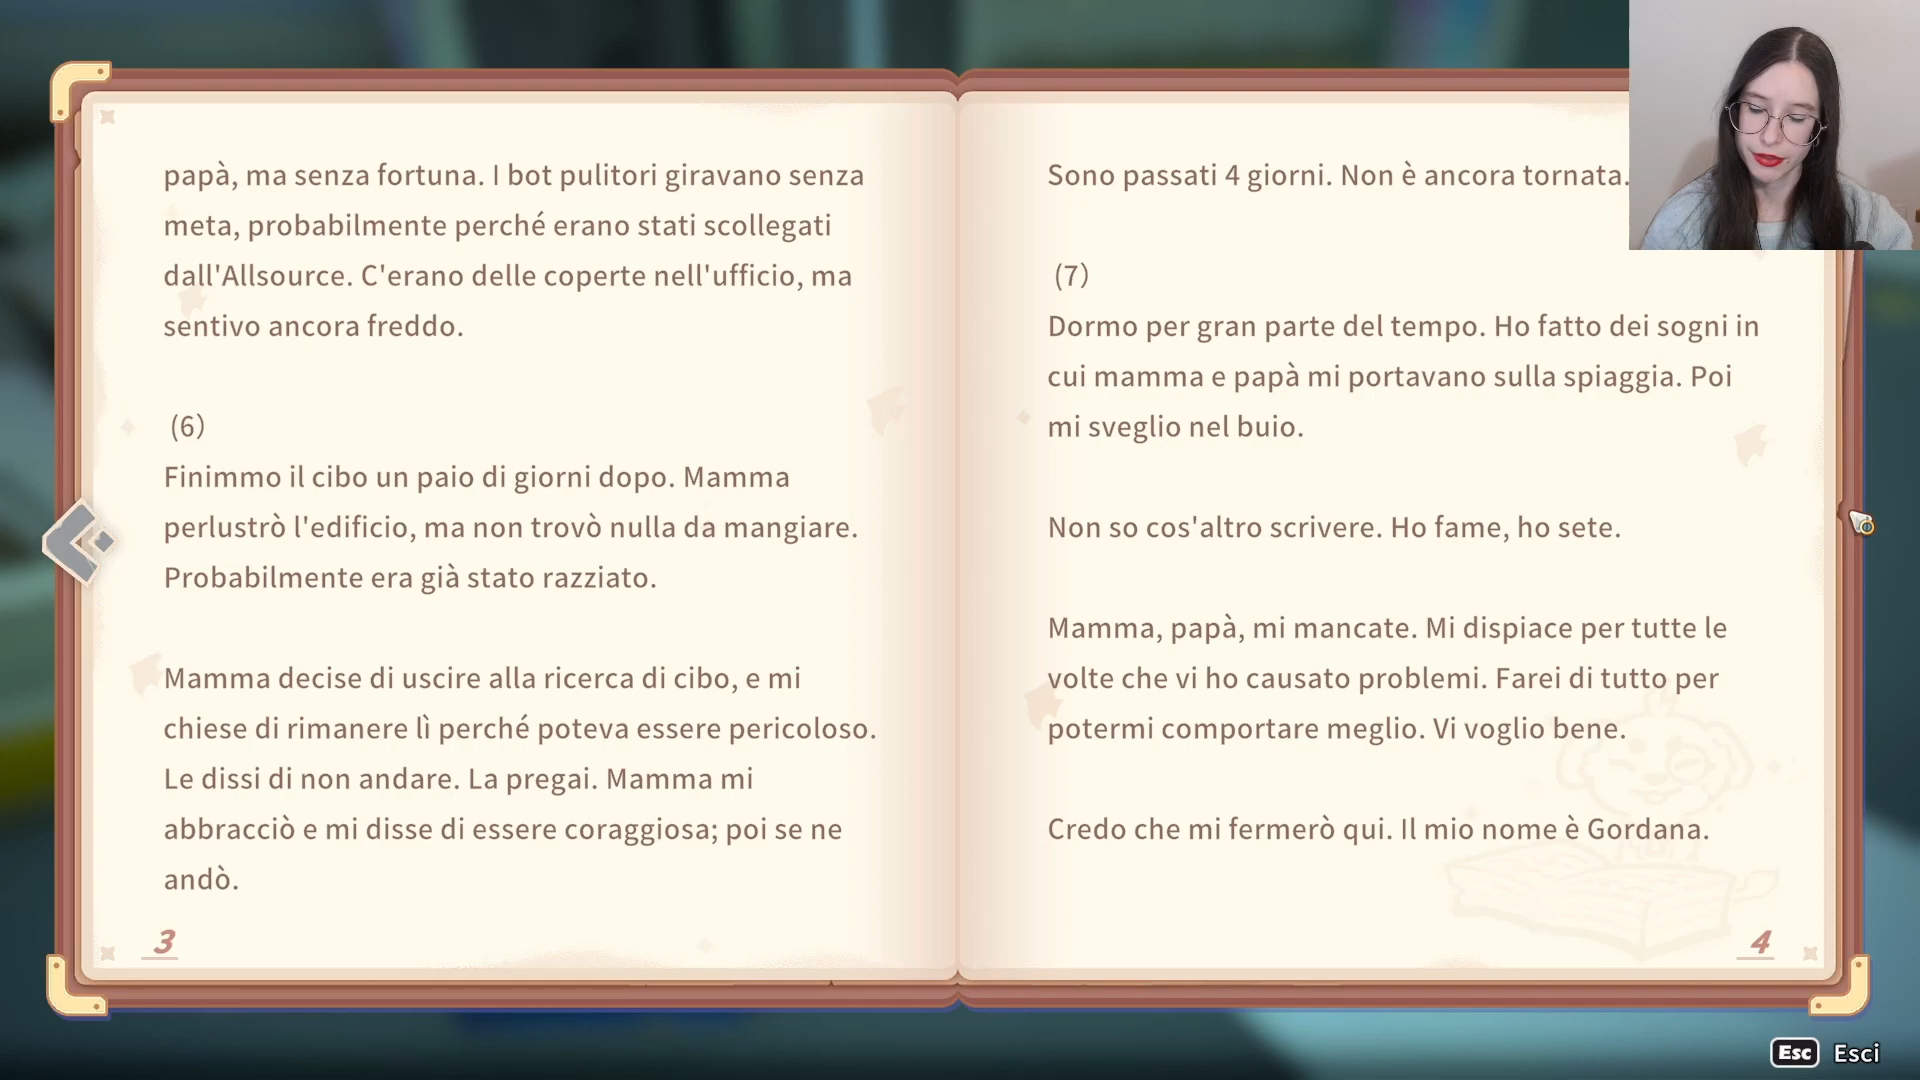 papà, ma senza fortuna. I bot pulitori giravano senza
meta, probabilmente perché erano stati scollegati
dall'Allsource. C'erano delle coperte nell'ufficio, ma
sentivo ancora freddo.
(6)
Finimmo il cibo un paio di giorni dopo. Mamma
perlustrò l'edificio, ma non trovò nulla da mangiare.
Probabilmente era già stato razziato.
Mamma decise di uscire alla ricerca di cibo, e mi
chiese di rimanere lì perché poteva essere pericoloso.
Le dissi di non andare. La pregai. Mamma mi
abbracciò e mi disse di essere coraggiosa; poi se ne
andò.
3
Sono passati 4 giorni. Non è ancora tornata.
(7)
Dormo per gran parte del tempo. Ho fatto dei sogni in
cui mamma e papà mi portavano sulla spiaggia. Poi
mi sveglio nel buio.
Non so cos'altro scrivere. Ho fame, ho sete.
Mamma, papà, mi mancate. Mi dispiace per tutte le
volte che vi ho causato problemi. Farei di tutto per
potermi comportare meglio. Vi voglio bene.
Credo che mi fermerò qui. Il mio nome è Gordana.
4
Esc Esci